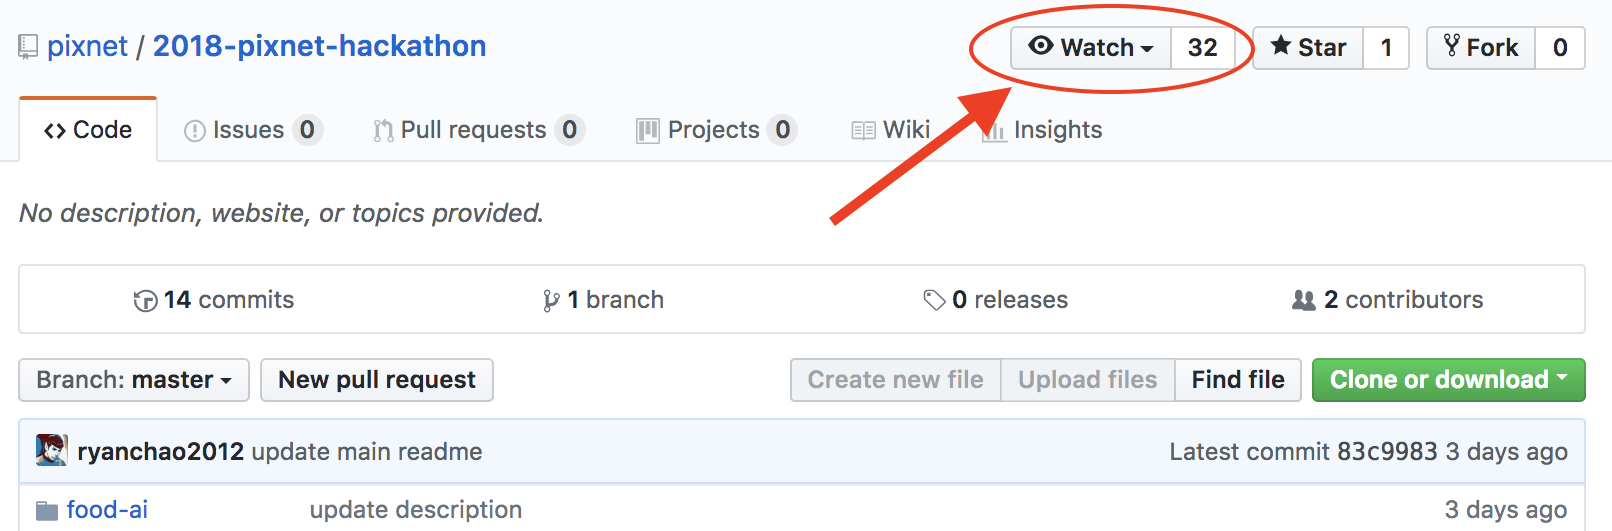 pixnet / 2018-pixnet-hackathon Watch 32 Star 1 Fork 0
Code Issues 0 Pull requests 0 Projects 0 Wiki Insights
No description, website, or topics provided.
14 commits 1 branch 0 releases 2 contributors
Branch: master New pull request Create new file Upload files Find file Clone or download
ryanchao2012 update main readme Latest commit 83c9983 3 days ago
food-ai update description 3 days ago